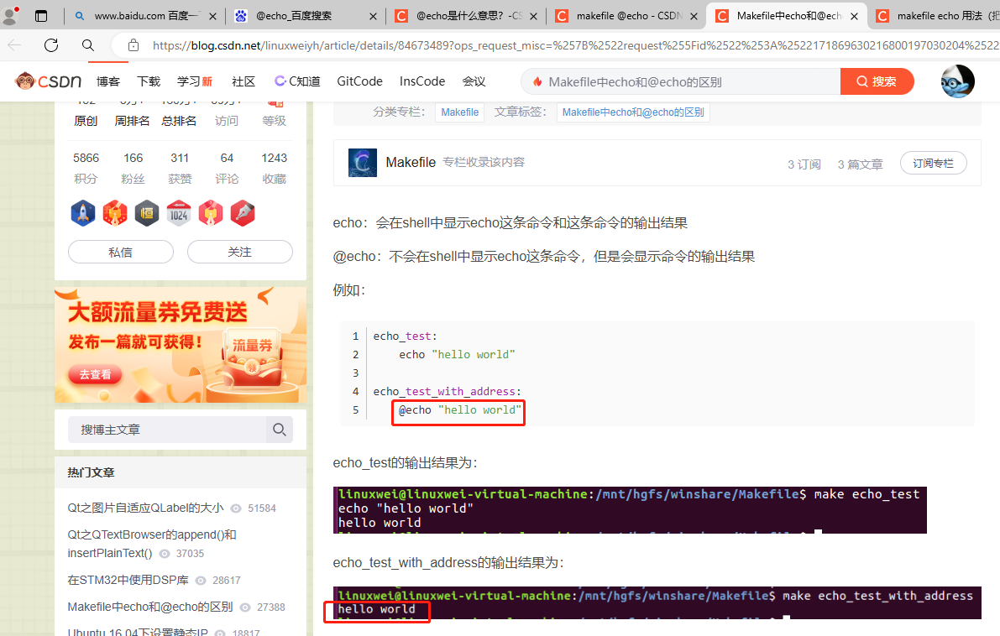 www.baidu.com 百度一
@echo_百度搜索
@echo是什么意思? -CS
makefile @echo - CSDN
Makefile中echo和@ech
makefile echo 用法（把
https://blog.csdn.net/linuxweiyh/article/details/84673489?ops_request_misc=%257B%2522request%255Fid%2522%253A%2522171869630216800197030204%2522
CSDN 博客 下载 学习新 社区 C知道 GitCode InsCode 会议 Makefile中echo和@echo的区别 搜索
原创 周排名 总排名 访问 等级
5866 166 311 64 1243
积分 粉丝 获赞 评论 收藏
1024
私信 关注
大额流量券免费送
发布一篇就可获得!
流量券
领
去查看
搜博主文章
热门文章
Qt之图片自适应QLabel的大小 51584
Qt之QTextBrowser的append()和
insertPlainText() 37035
在STM32中使用DSP库 28617
Makefile中echo和@echo的区别 27388
Ubuntu 16.04下设置静态IP 18817
分类专栏： Makefile 文章标签： Makefile中echo和@echo的区别
Makefile 专栏收录该内容 3 订阅 3 篇文章 订阅专栏
echo：会在shell中显示echo这条命令和这条命令的输出结果
@echo：不会在shell中显示echo这条命令，但是会显示命令的输出结果
例如：
1 echo_test:
2 echo "hello world"
3
4 echo_test_with_address:
5 @echo "hello world"
echo_test的输出结果为：
linuxwei@linuxwei-virtual-machine:/mnt/hgfs/winshare/Makefile$ make echo_test
echo "hello world"
hello world
echo_test_with_address的输出结果为：
linuxwei@linuxwei-virtual-machine:/mnt/hgfs/winshare/Makefile$ make echo_test_with_address
hello world